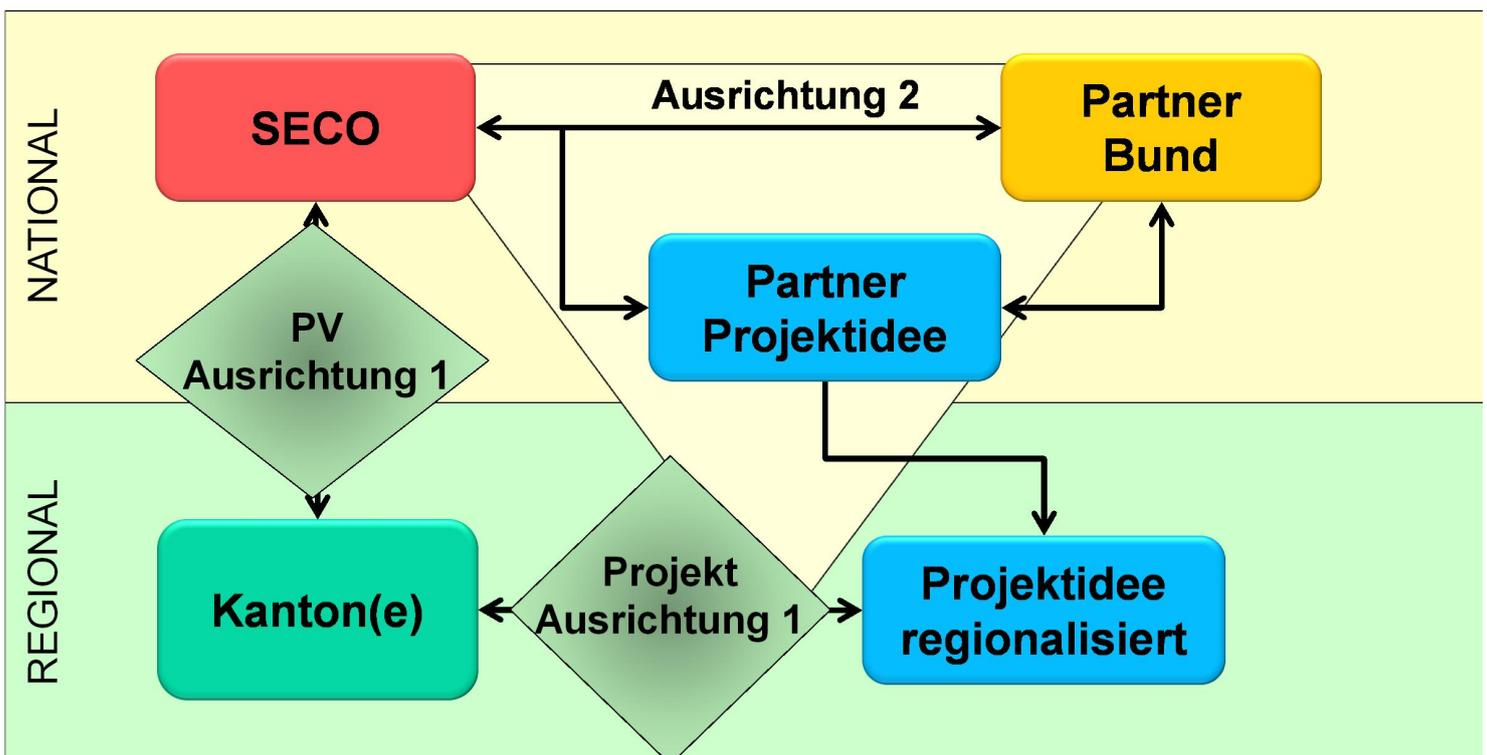 NATIONAL
SECO
Ausrichtung 2
Partner
Bund
Partner
Projektidee
PV
Ausrichtung 1
REGIONAL
Kanton(e)
Projekt
Ausrichtung 1
Projektidee
regionalisiert